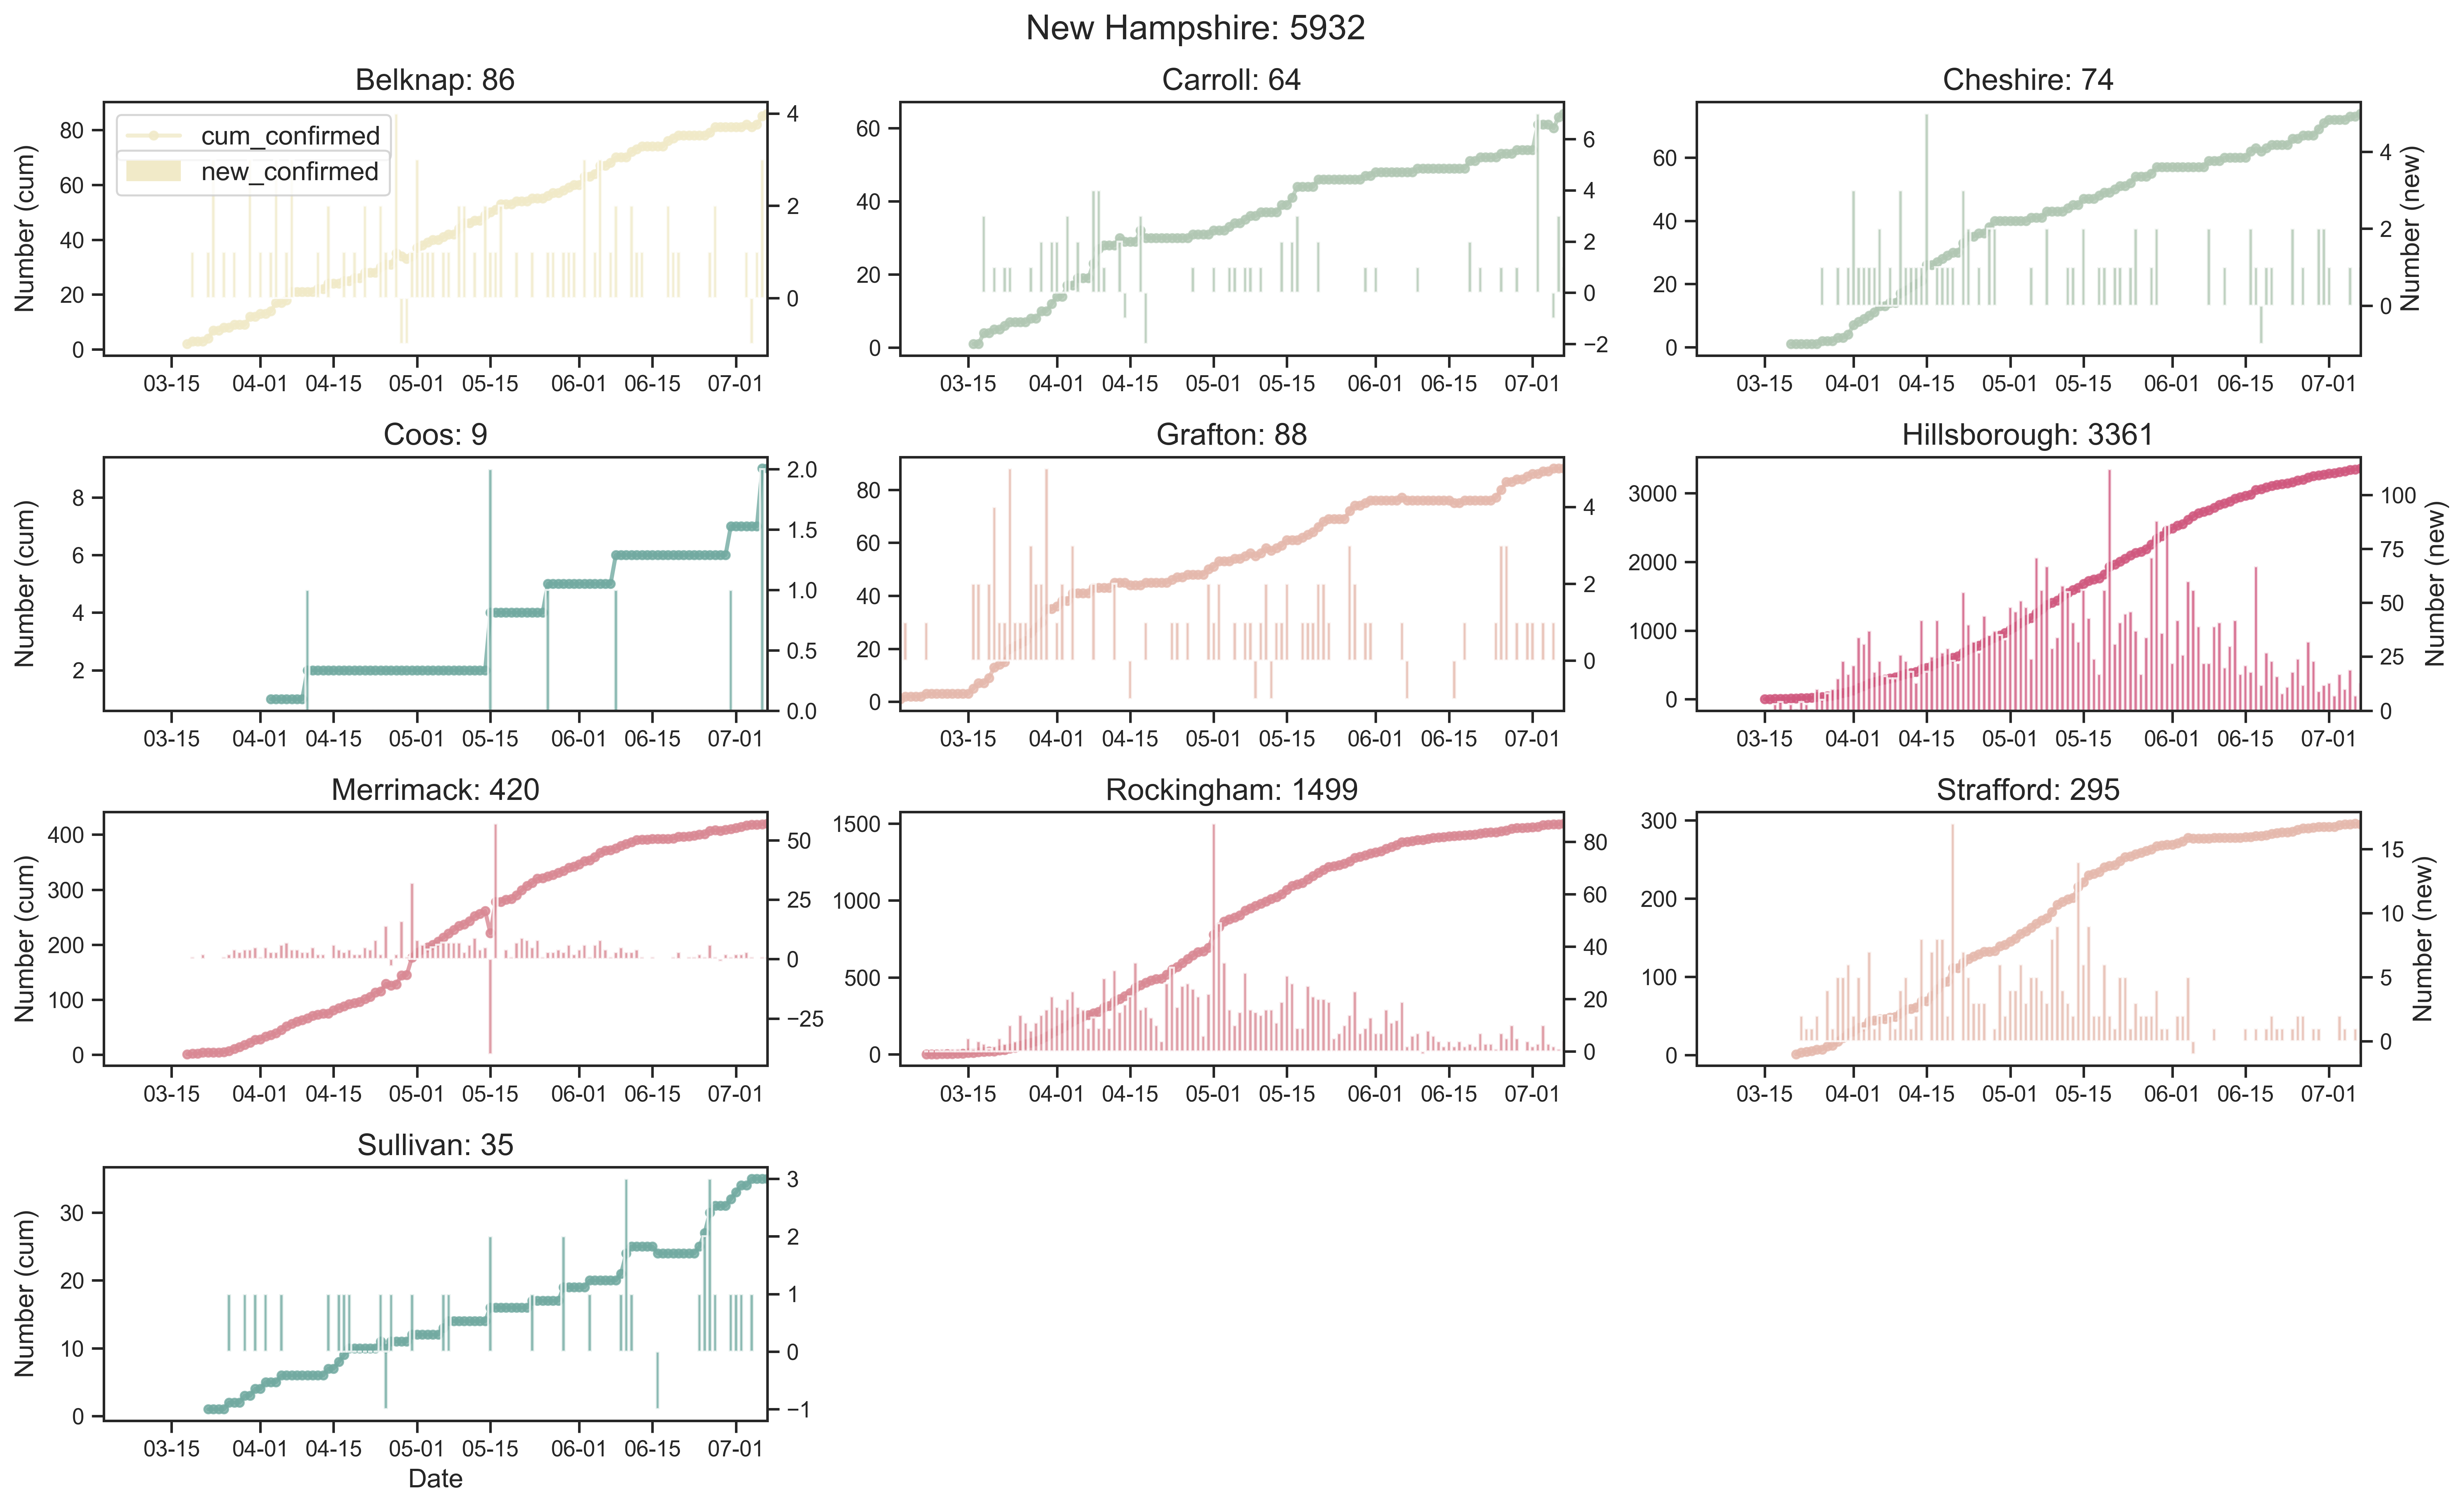 New Hampshire: 5932
Belknap: 86
Carroll: 64
Cheshire: 74
Number (cum)
80
60
40
20
0
cum_confirmed
new_confirmed
4
2
0
60
40
20
0
6
4
2
0
−2
60
40
20
0
4
2
0
Number (new)
03-15 04-01 04-15 05-01 05-15 06-01 06-15 07-01
03-15 04-01 04-15 05-01 05-15 06-01 06-15 07-01
03-15 04-01 04-15 05-01 05-15 06-01 06-15 07-01
Coos: 9
Grafton: 88
Hillsborough: 3361
Number (cum)
8
6
4
2
2.0
1.5
1.0
0.5
0.0
80
60
40
20
0
4
2
0
3000
2000
1000
0
100
75
50
25
0
Number (new)
03-15 04-01 04-15 05-01 05-15 06-01 06-15 07-01
03-15 04-01 04-15 05-01 05-15 06-01 06-15 07-01
03-15 04-01 04-15 05-01 05-15 06-01 06-15 07-01
Merrimack: 420
Rockingham: 1499
Strafford: 295
Number (cum)
400
300
200
100
0
50
25
0
−25
1500
1000
500
0
80
60
40
20
0
300
200
100
0
15
10
5
0
Number (new)
03-15 04-01 04-15 05-01 05-15 06-01 06-15 07-01
03-15 04-01 04-15 05-01 05-15 06-01 06-15 07-01
03-15 04-01 04-15 05-01 05-15 06-01 06-15 07-01
Sullivan: 35
Number (cum)
30
20
10
0
3
2
1
0
−1
03-15 04-01 04-15 05-01 05-15 06-01 06-15 07-01
Date